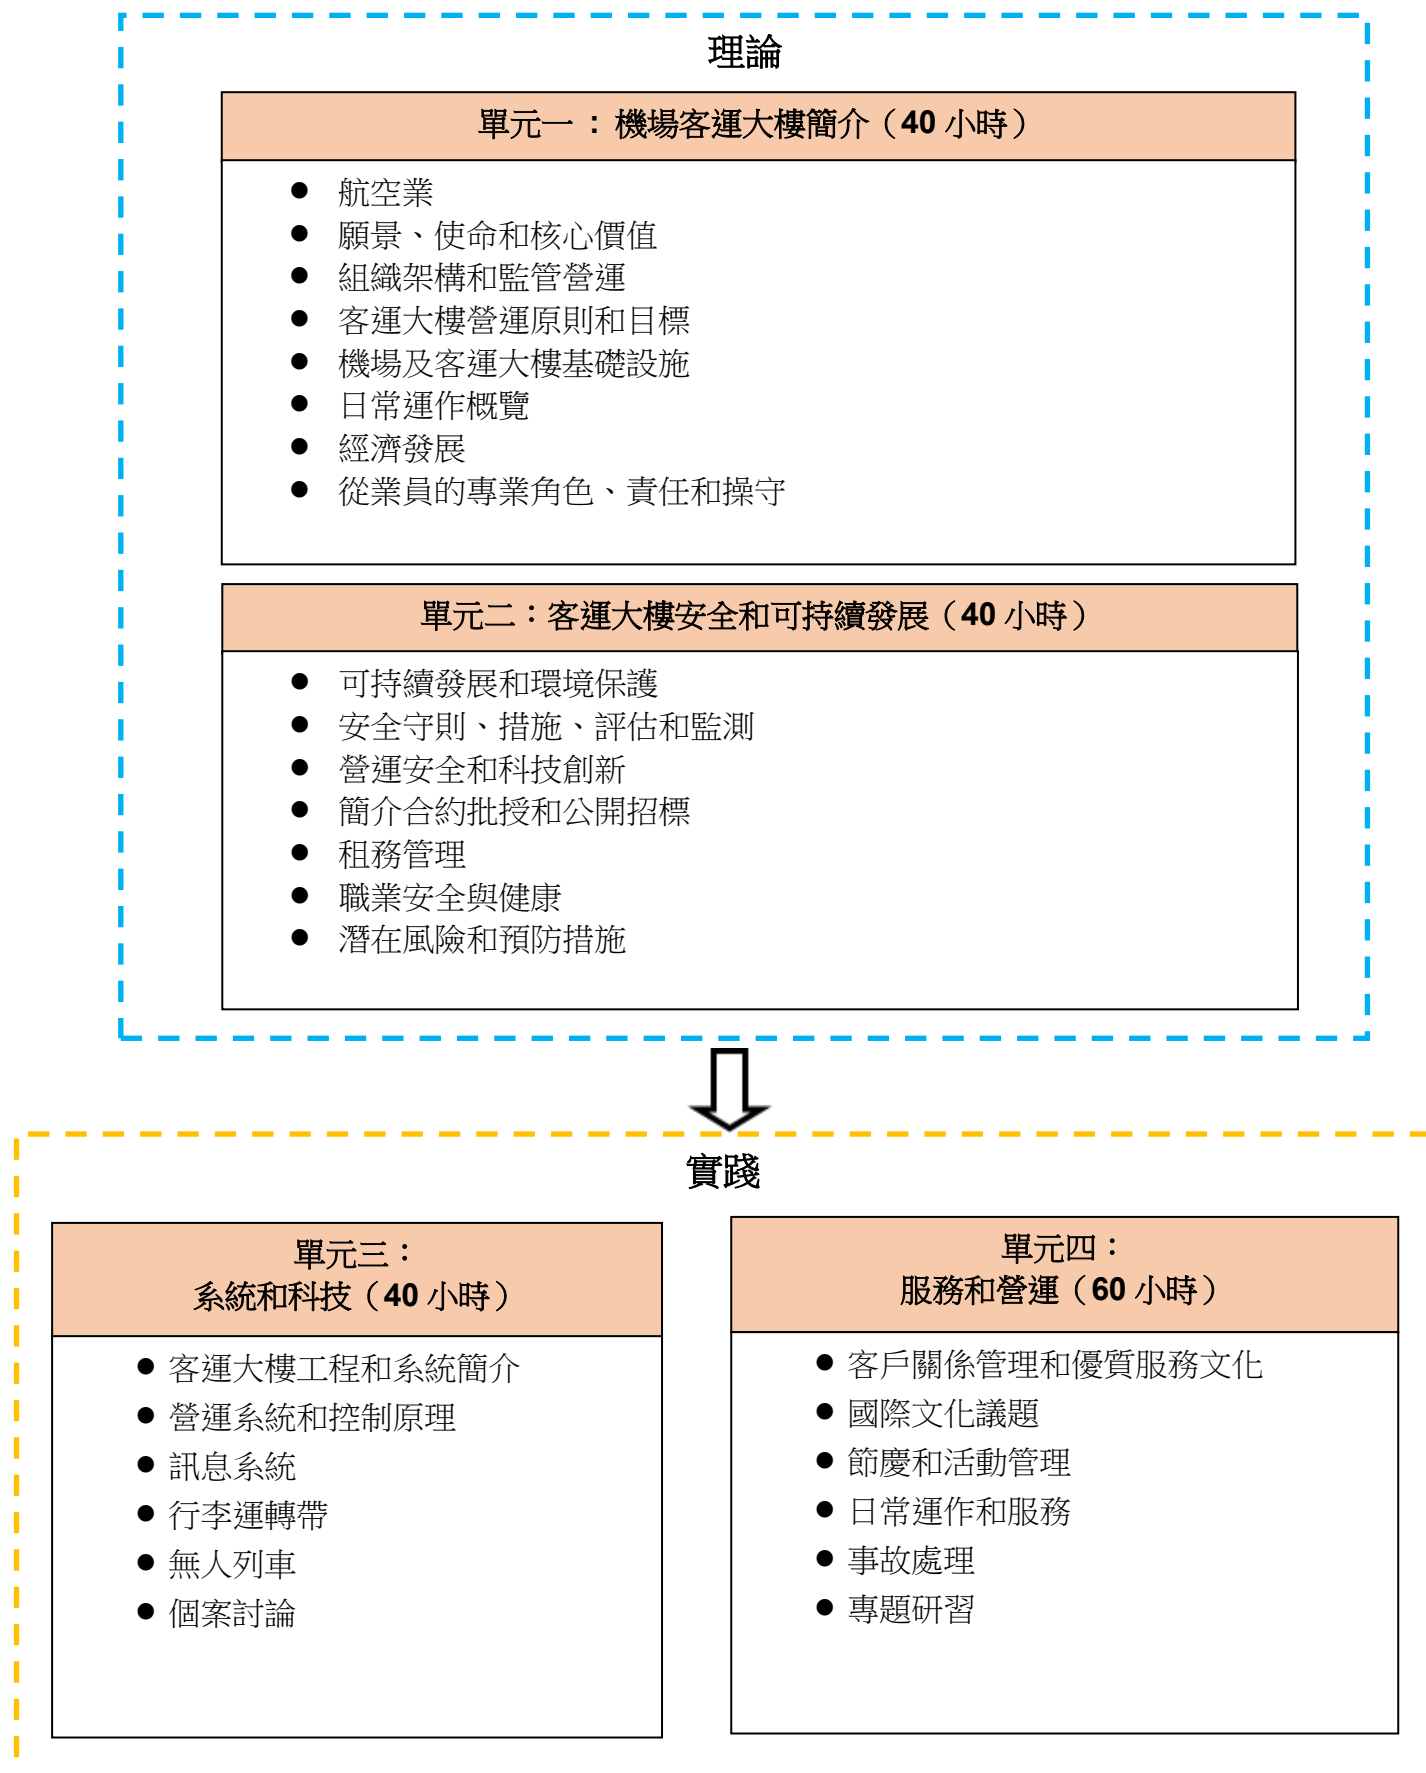 理論
單元一：機場客運大樓簡介（40 小時）
● 航空業
● 願景、使命和核心價值
● 組織架構和監管營運
● 客運大樓營運原則和目標
● 機場及客運大樓基礎設施
● 日常運作概覽
● 經濟發展
● 從業員的專業角色、責任和操守
單元二：客運大樓安全和可持續發展（40 小時）
● 可持續發展和環境保護
● 安全守則、措施、評估和監測
● 營運安全和科技創新
● 簡介合約批授和公開招標
● 租務管理
● 職業安全與健康
● 潛在風險和預防措施
實踐
單元三：
系統和科技（40 小時）
● 客運大樓工程和系統簡介
● 營運系統和控制原理
● 訊息系統
● 行李運轉帶
● 無人列車
● 個案討論
單元四：
服務和營運（60 小時）
● 客戶關係管理和優質服務文化
● 國際文化議題
● 節慶和活動管理
● 日常運作和服務
● 事故處理
● 專題研習